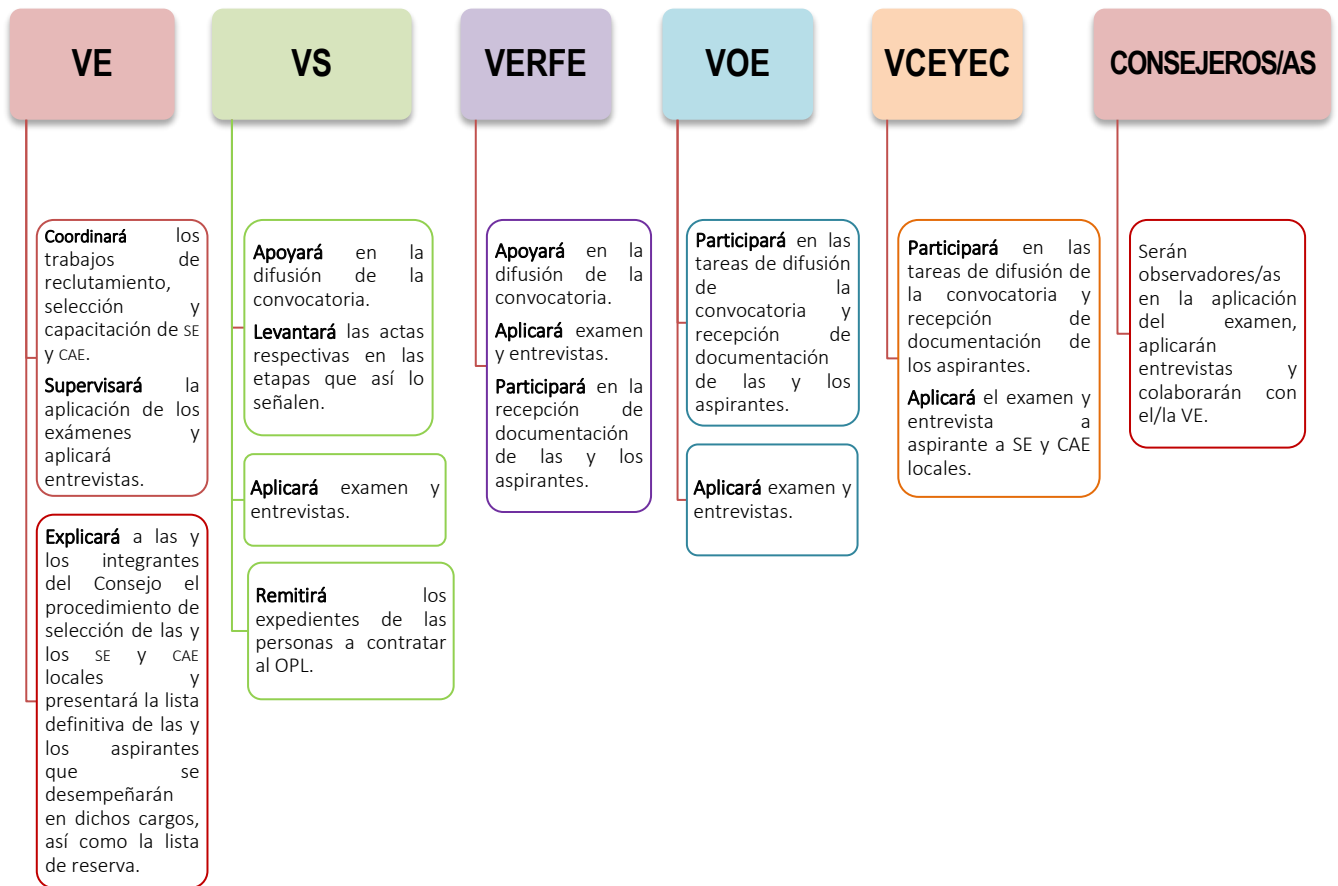 VE
Coordinará los
trabajos de
reclutamiento,
selección y
capacitación de SE
y CAE.
Supervisará la
aplicación de los
exámenes y
aplicará
entrevistas.
Explicará a las y
los integrantes
del Consejo el
procedimiento de
selección de las y
los SE y CAE
locales y
presentará la lista
definitiva de las y
los aspirantes
que se
desempeñarán
en dichos cargos,
así como la lista
de reserva.
VS
Apoyará en la
difusión de la
convocatoria.
Levantará las actas
respectivas en las
etapas que así lo
señalen.
Aplicará examen y
entrevistas.
Remitirá los
expedientes de las
personas a contratar
al OPL.
VERFE
Apoyará en la
difusión de la
convocatoria.
Aplicará examen
y entrevistas.
Participará en la
recepción de
documentación
de las y los
aspirantes.
VOE
Participará en las
tareas de difusión
de la
convocatoria y
recepción de
documentación
de las y los
aspirantes.
Aplicará examen y
entrevistas.
VCEYEC
Participará en las
tareas de difusión de
la convocatoria y
recepción de
documentación de
los aspirantes.
Aplicará el examen y
entrevista a
aspirante a SE y CAE
locales.
CONSEJEROS/AS
Serán
observadores/as
en la aplicación
del examen,
aplicarán
entrevistas y
colaborarán con
el/la VE.